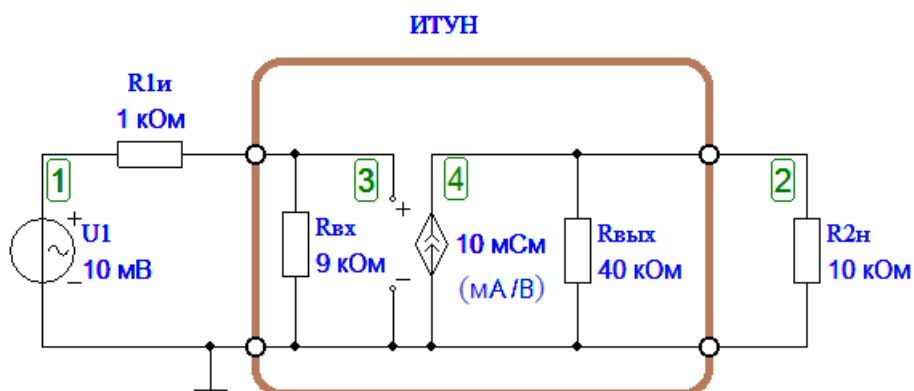 ИТУН
R1и
1 кОм
1
3
4
2
+
U1
10 мВ
−
Rвх
9 кОм
+
−
10 мСм
(мА/В)
Rвых
40 кОм
R2н
10 кОм